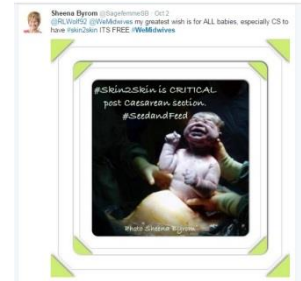 Sheena Byrom @SagefemmeSB · Oct 2
@RLWolf92 @WeMidwives my greatest wish is for ALL babies, especially CS to
have #skin2skin ITS FREE #WeMidwives
#Skin2Skin is CRITICAL
post Caesarean section.
#SeedandFeed
Photo Sheena Byrom